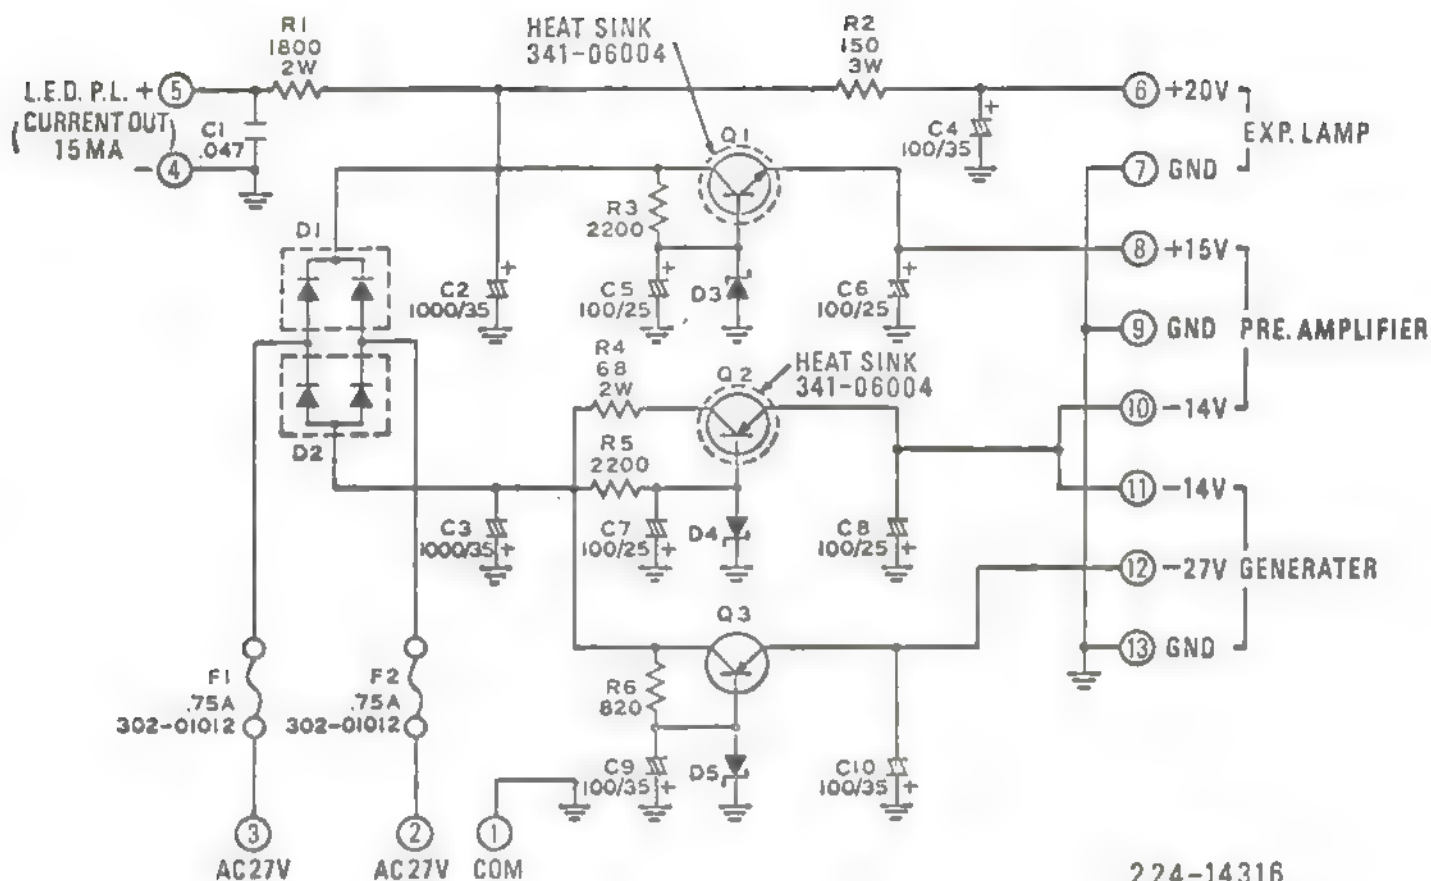 R1
1800
2W
HEAT SINK
341-06004
R2
150
3W
L.E.D. P.L. + 5
(CURRENT OUT)
15MA
- 4
C1
.047
Q1
C4
100/35
+
6 +20V
EXP. LAMP
7 GND
R3
2200
D1
C2
1000/35
+
C5
100/25
+
D3
C6
100/25
+
8 +15V
9 GND
PRE. AMPLIFIER
R4
68
2W
Q2
HEAT SINK
341-06004
10 -14V
D2
R5
2200
11 -14V
C3
1000/35 +
C7
100/25 +
D4
C8
100/25 +
12 -27V
GENERATER
Q3
13 GND
F1
.75A
302-01012
F2
.75A
302-01012
R6
820
C9
100/35 +
D5
C10
100/35 +
3
AC27V
2
AC27V
1
COM
224-14316